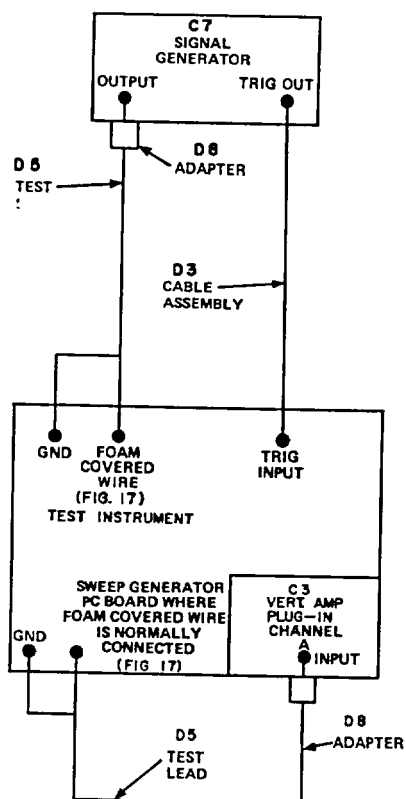 C7
SIGNAL
GENERATOR
OUTPUT
TRIG OUT
D6
ADAPTER
D5
TEST
D3
CABLE
ASSEMBLY
GND
FOAM
COVERED
WIRE
(FIG. 17)
TEST INSTRUMENT
TRIG
INPUT
SWEEP GENERATOR
PC BOARD WHERE
FOAM COVERED WIRE
IS NORMALLY
CONNECTED
(FIG 17)
GND
C3
VERT. AMP
PLUG-IN
CHANNEL
A
INPUT
D5
TEST
LEAD
D8
ADAPTER